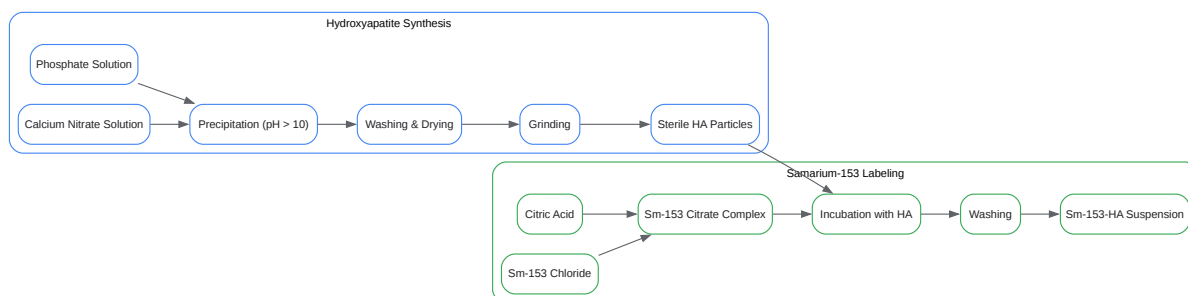 Hydroxyapatite Synthesis
Phosphate Solution
Calcium Nitrate Solution
Precipitation (pH > 10)
Washing & Drying
Grinding
Sterile HA Particles
Samarium-153 Labeling
Citric Acid
Sm-153 Citrate Complex
Incubation with HA
Washing
Sm-153-HA Suspension
Sm-153 Chloride